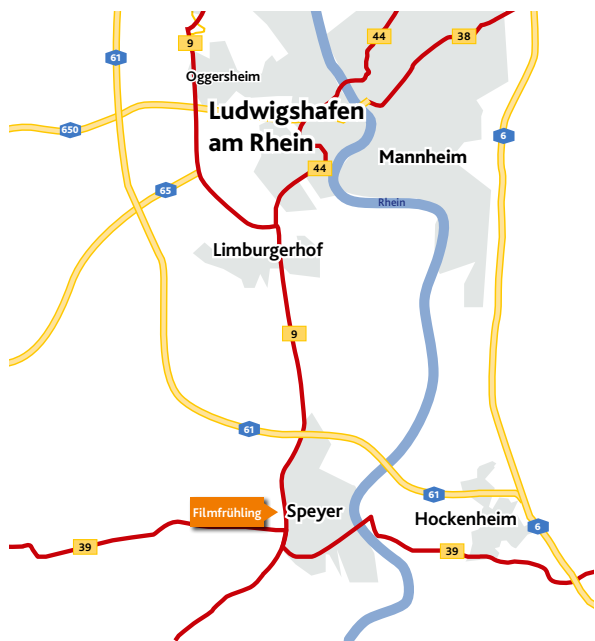 9
44
38
61
Oggersheim
Ludwigshafen
am Rhein
650
6
Mannheim
44
65
Rhein
Limburgerhof
9
61
61
Filmfrühling
Speyer
Hockenheim
6
39
39